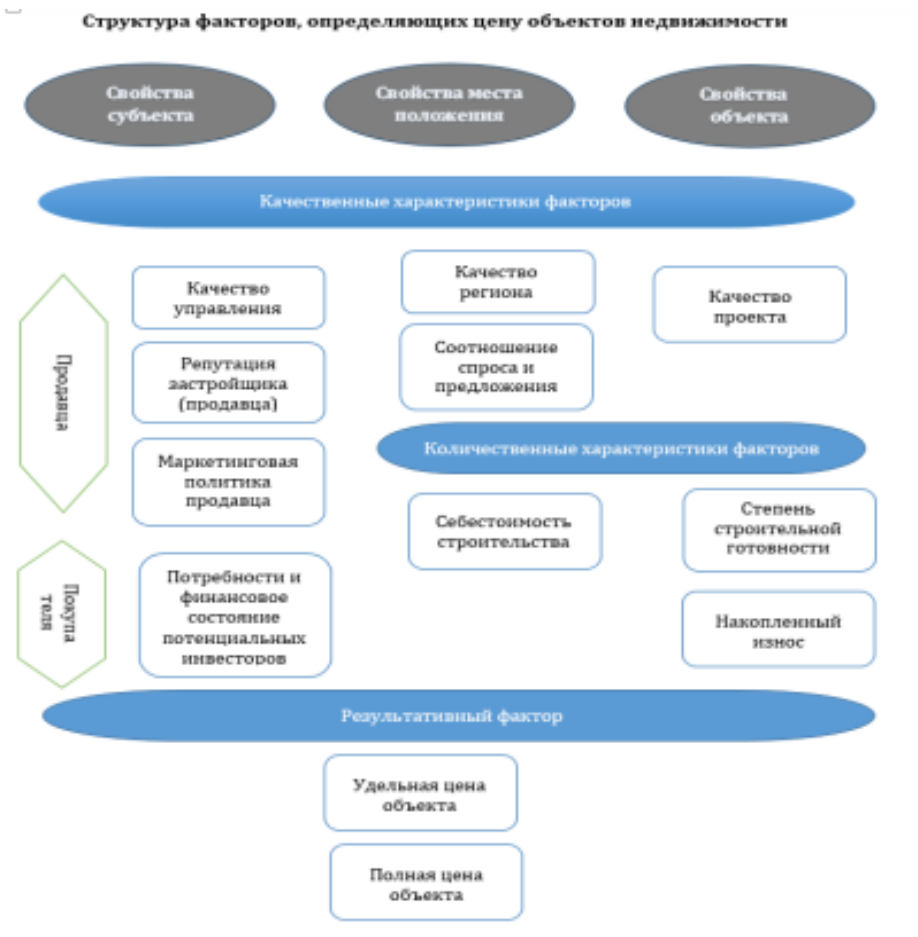 Структура факторов, определяющих цену объектов недвижимости
Свойства
субъекта
Свойства места
положения
Свойства
объекта
Качественные характеристики факторов
Продавца
Качество
управления
Репутация
застройщика
(продавца)
Маркетинговая
политика
продавца
Качество
региона
Соотношение
спроса и
предложения
Качество
проекта
Количественные характеристики факторов
Себестоимость
строительства
Степень
строительной
готовности
Накопленный
износ
Покупа
теля
Потребности и
финансовое
состояние
потенциальных
инвесторов
Результативный фактор
Удельная цена
объекта
Полная цена
объекта